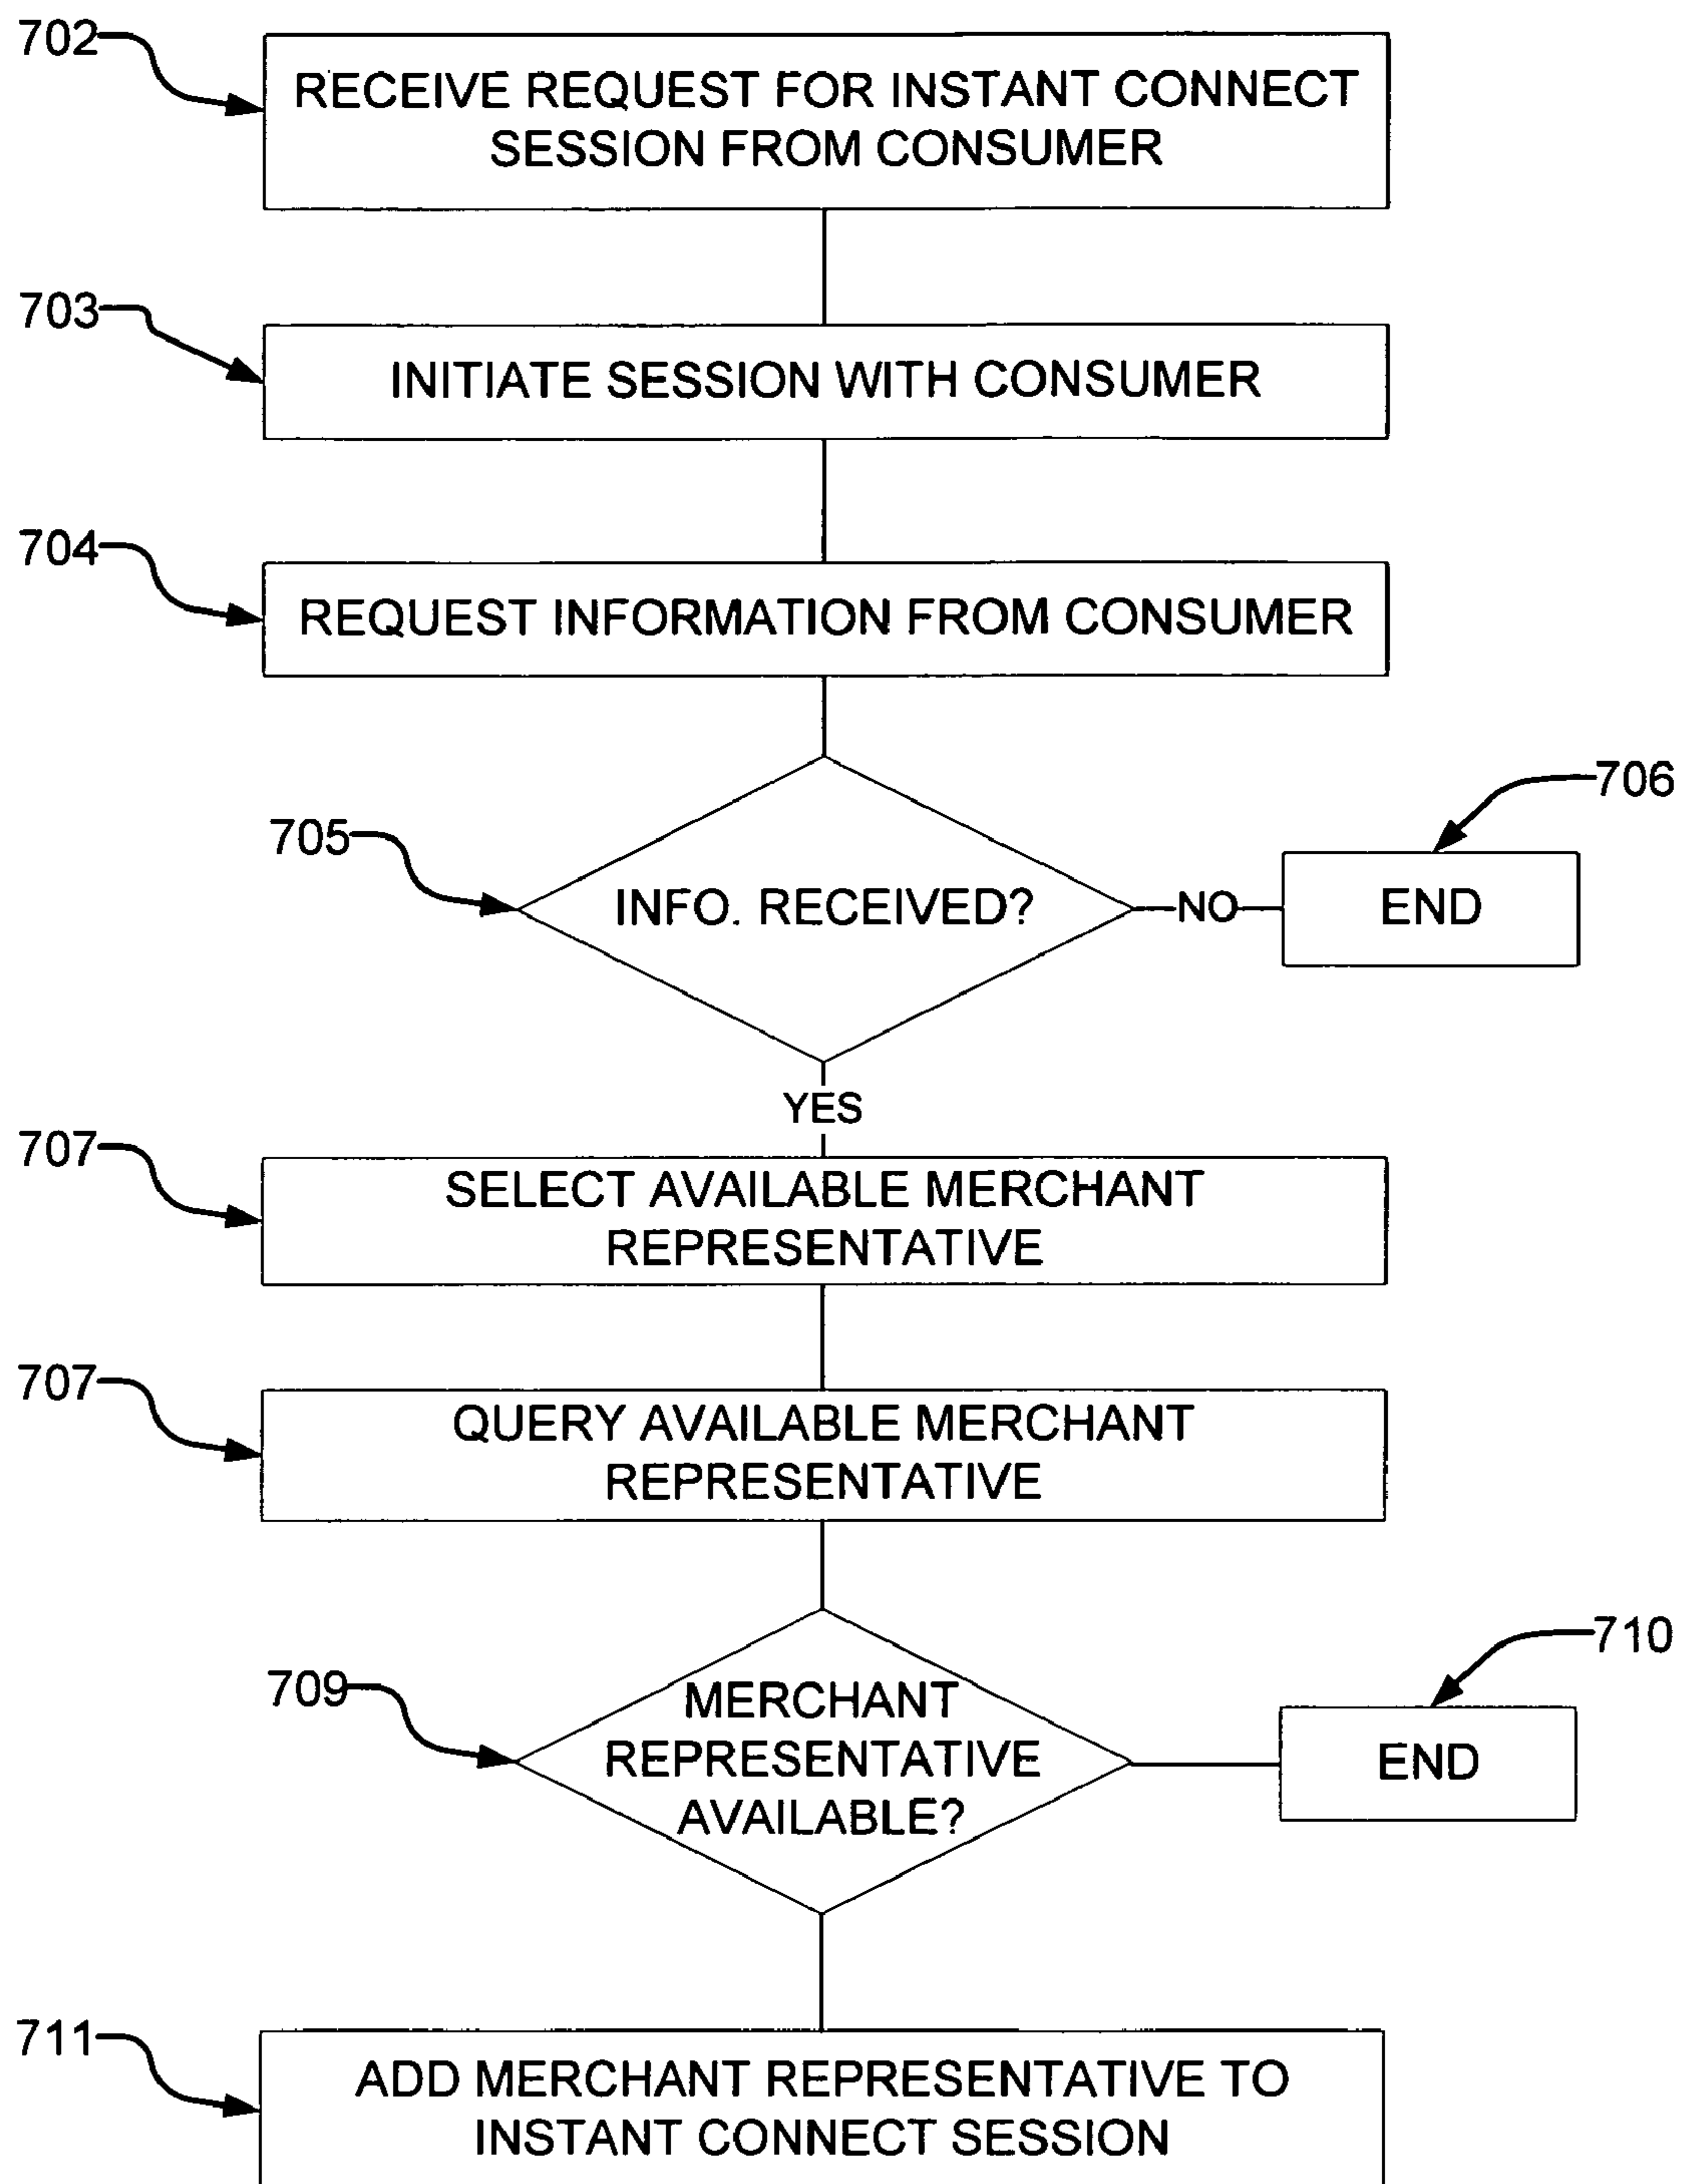 702
RECEIVE REQUEST FOR INSTANT CONNECT
SESSION FROM CONSUMER
703
INITIATE SESSION WITH CONSUMER
704
REQUEST INFORMATION FROM CONSUMER
705
INFO. RECEIVED?
NO
706
END
YES
707
SELECT AVAILABLE MERCHANT
REPRESENTATIVE
707
QUERY AVAILABLE MERCHANT
REPRESENTATIVE
709
MERCHANT
REPRESENTATIVE
AVAILABLE?
710
END
711
ADD MERCHANT REPRESENTATIVE TO
INSTANT CONNECT SESSION